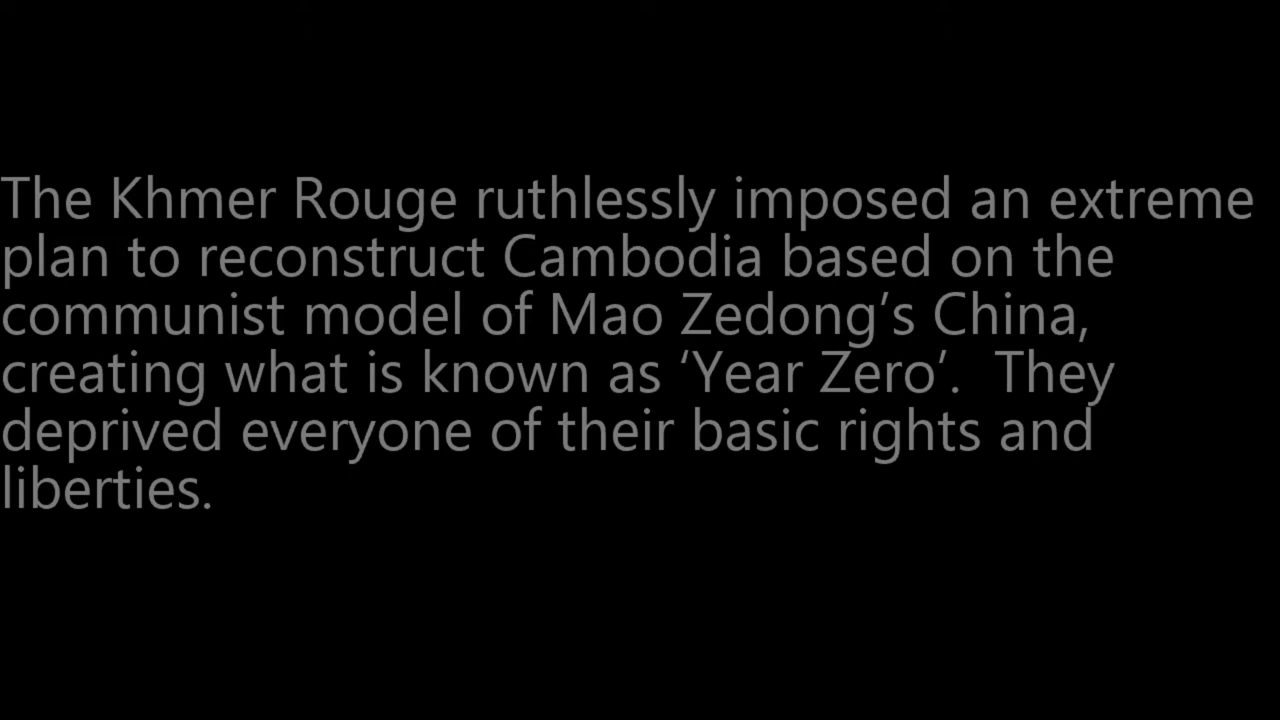 The Khmer Rouge ruthlessly imposed an extreme
plan to reconstruct Cambodia based on the
communist model of Mao Zedong’s China,
creating what is known as ‘Year Zero’.  They
deprived everyone of their basic rights and
liberties.